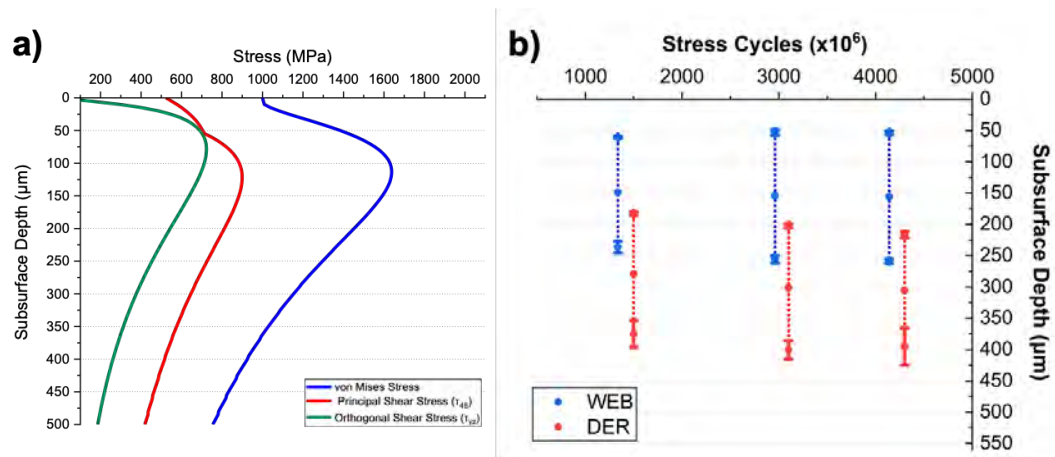 a)
Stress (MPa)
200 400 600 800 1000 1200 1400 1600 1800 2000
0
50
100
150
200
250
300
350
400
450
500
Subsurface Depth (µm)
von Mises Stress
Principal Shear Stress (τ45)
Orthogonal Shear Stress (τyz)
b)
Stress Cycles (x10⁶)
1000 2000 3000 4000 5000
0
50
100
150
200
250
300
350
400
450
500
550
Subsurface Depth (µm)
WEB
DER